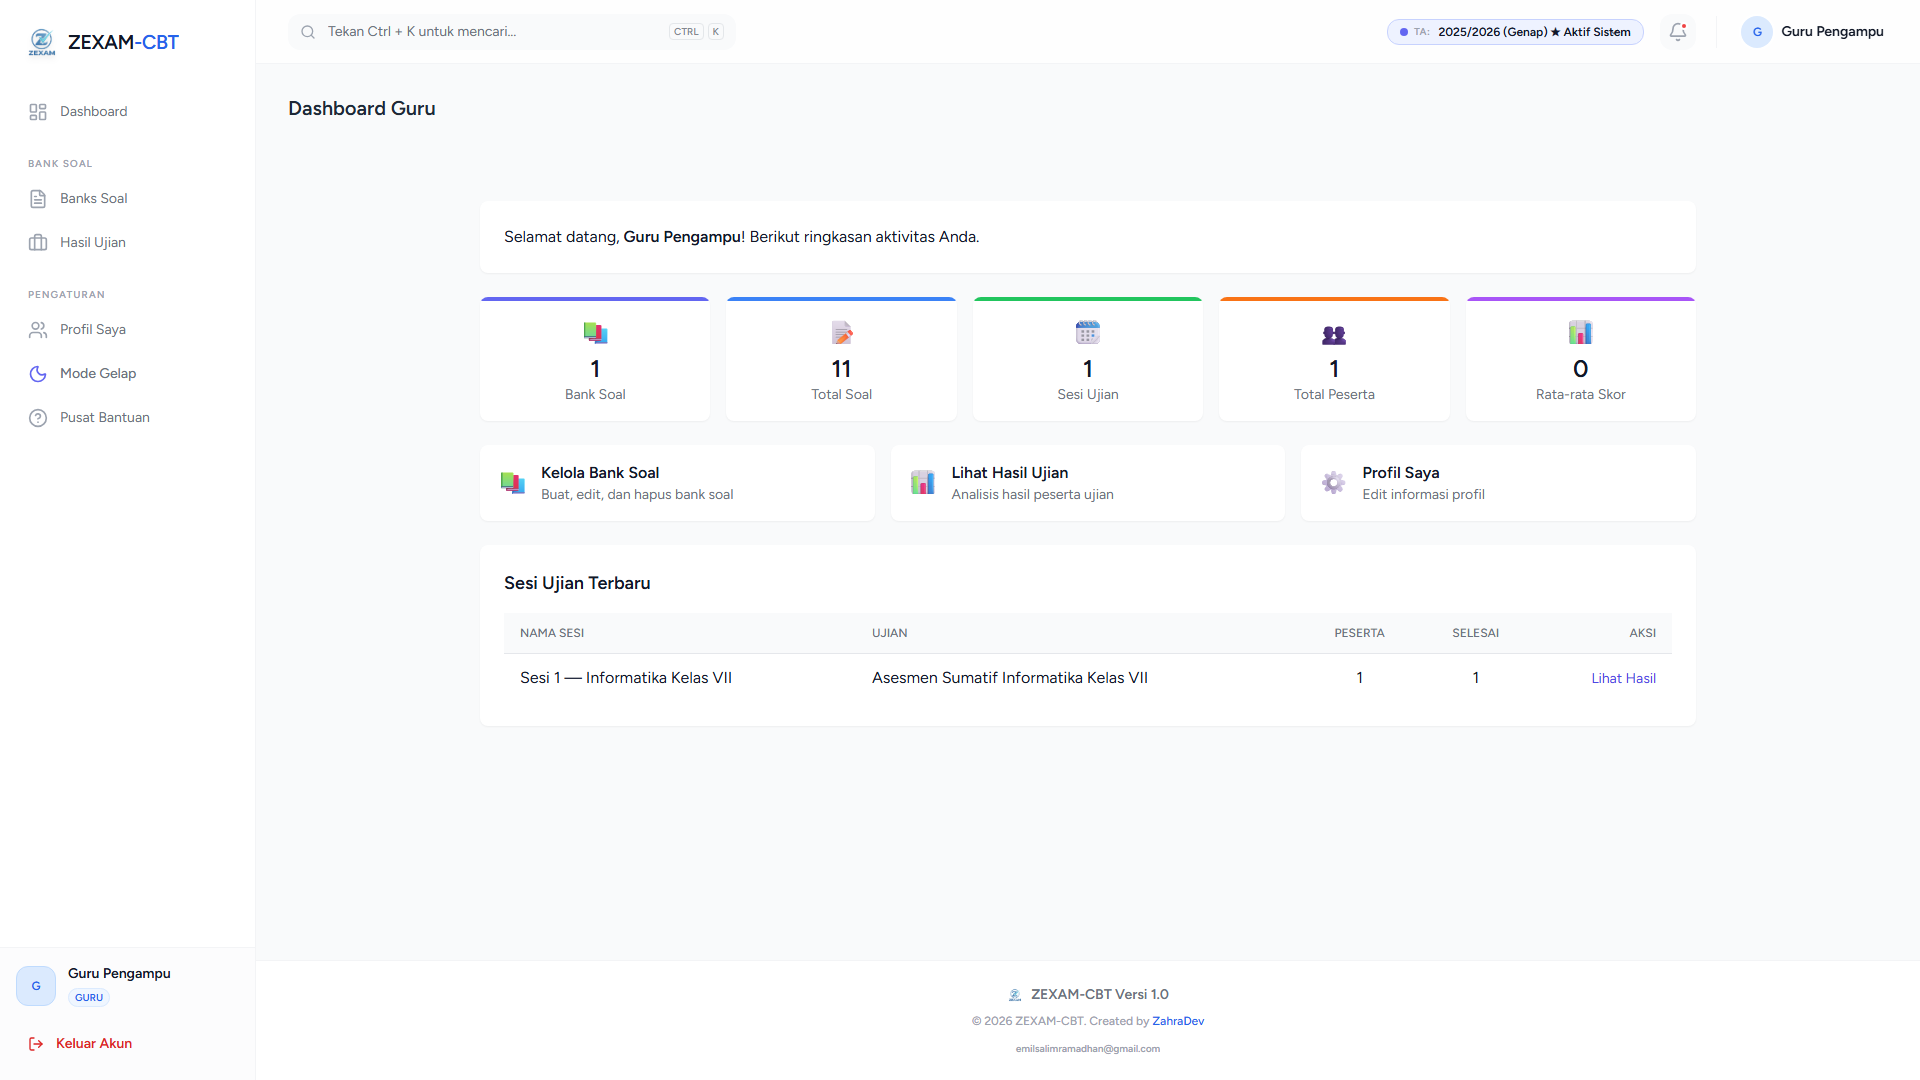 ZEXAM
ZEXAM-CBT
Tekan Ctrl + K untuk mencari...
CTRL
K
TA: 2025/2026 (Genap) ★ Aktif Sistem
G
Guru Pengampu
Dashboard
BANK SOAL
Banks Soal
Hasil Ujian
PENGATURAN
Profil Saya
Mode Gelap
Pusat Bantuan
Dashboard Guru
Selamat datang, Guru Pengampu! Berikut ringkasan aktivitas Anda.
1
Bank Soal
11
Total Soal
1
Sesi Ujian
1
Total Peserta
0
Rata-rata Skor
Kelola Bank Soal
Buat, edit, dan hapus bank soal
Lihat Hasil Ujian
Analisis hasil peserta ujian
Profil Saya
Edit informasi profil
Sesi Ujian Terbaru
NAMA SESI UJIAN PESERTA SELESAI AKSI
Sesi 1 — Informatika Kelas VII Asesmen Sumatif Informatika Kelas VII 1 1 Lihat Hasil
G
Guru Pengampu
GURU
Keluar Akun
ZEXAM-CBT Versi 1.0
© 2026 ZEXAM-CBT. Created by ZahraDev
emilsalimramadhan@gmail.com